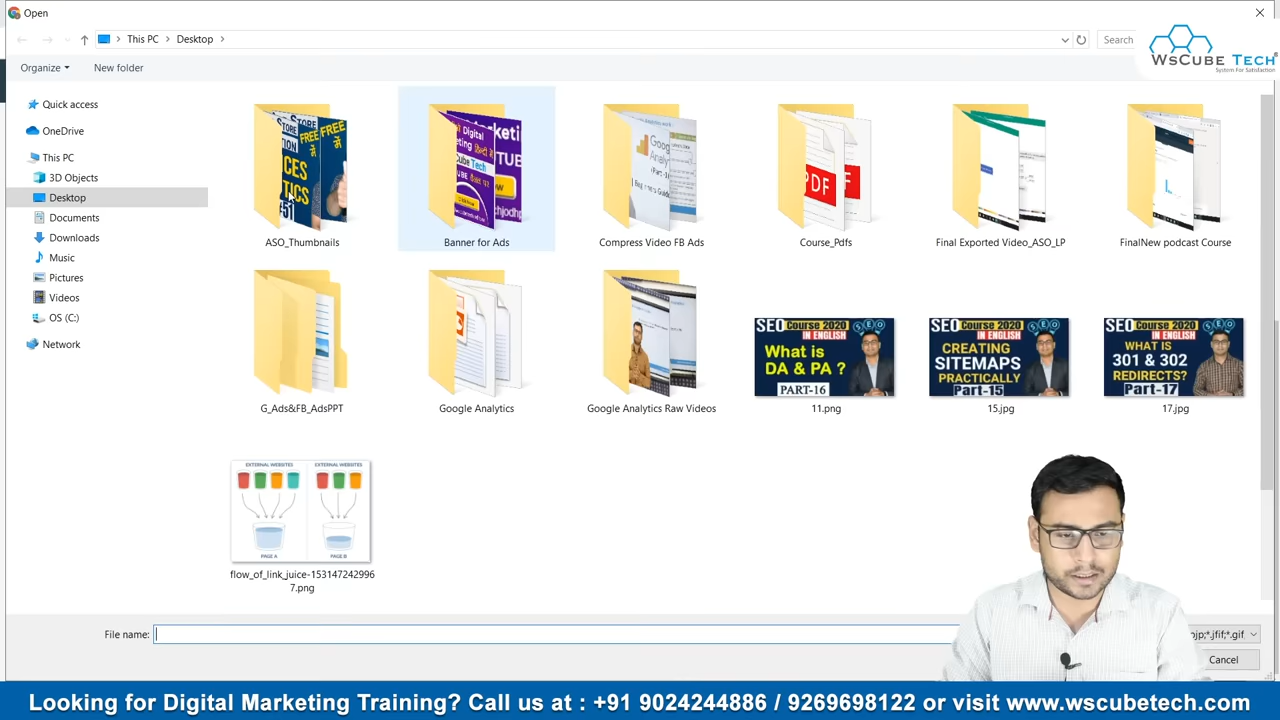 Open
This PC
Desktop
Search
WsCube Tech
System For Satisfaction
Organize
New folder
Quick access
OneDrive
This PC
3D Objects
Desktop
Documents
Downloads
Music
Pictures
Videos
OS (C:)
Network
ASO_Thumbnails
Banner for Ads
Compress Video FB Ads
Course_Pdfs
Final Exported Video_ASO_LP
FinalNew podcast Course
PDF
G_Ads&FB_AdsPPT
Google Analytics
Google Analytics Raw Videos
SEO Course 2020
IN ENGLISH
What is
DA & PA ?
PART-16
11.png
SEO Course 2020
IN ENGLISH
CREATING
SITEMAPS
PRACTICALLY
Part-15
15.jpg
SEO Course 2020
IN ENGLISH
WHAT IS
301 & 302
REDIRECTS?
Part-17
17.jpg
EXTERNAL WEBSITES
EXTERNAL WEBSITES
PAGE A
PAGE B
flow_of_link_juice-153147242996
7.png
File name:
ojp;*.jfif;*.gif
Cancel
Looking for Digital Marketing Training? Call us at : +91 9024244886 / 9269698122 or visit www.wscubetech.com